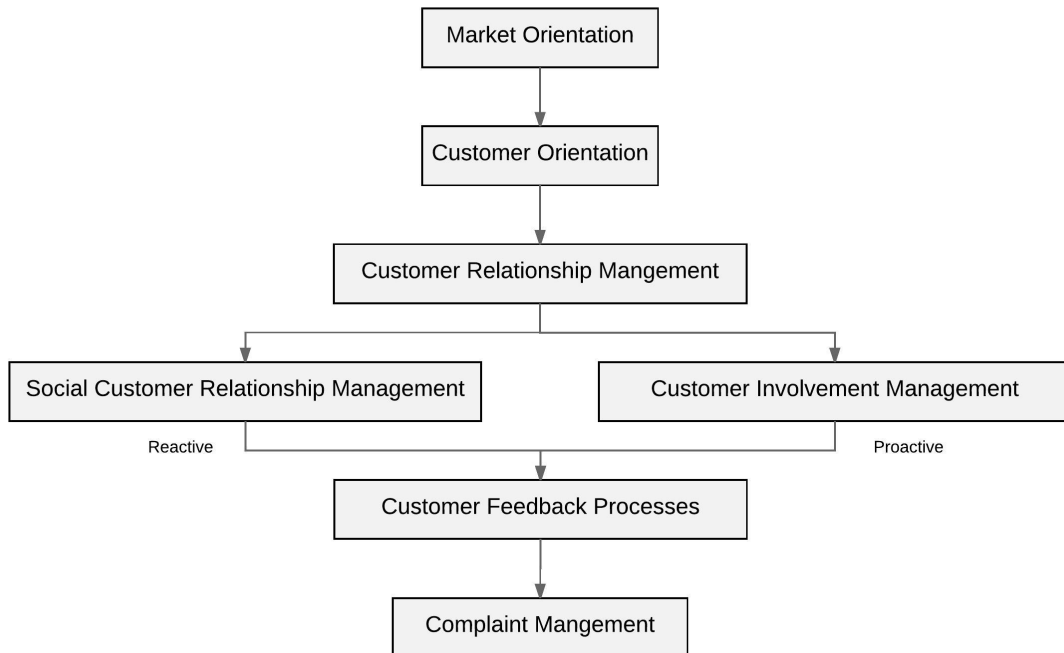 Market Orientation
Customer Orientation
Customer Relationship Mangement
Social Customer Relationship Management
Customer Involvement Management
Reactive
Proactive
Customer Feedback Processes
Complaint Mangement